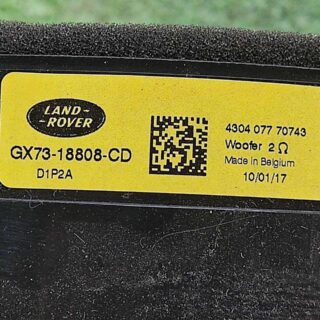 LAND-
-ROVER
GX73-18808-CD
D1P2A
4304 077 70743
Woofer 2 Ω
Made in Belgium
10/01/17